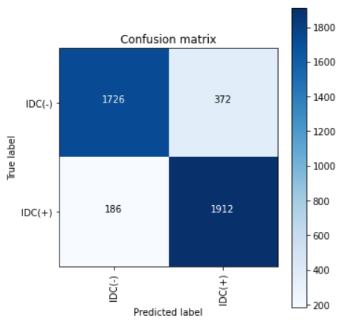 Confusion matrix
1800
1600
1400
1200
1000
800
600
400
200
True label
IDC(-)
1726
372
IDC(+)
186
1912
IDC(-)
IDC(+)
Predicted label